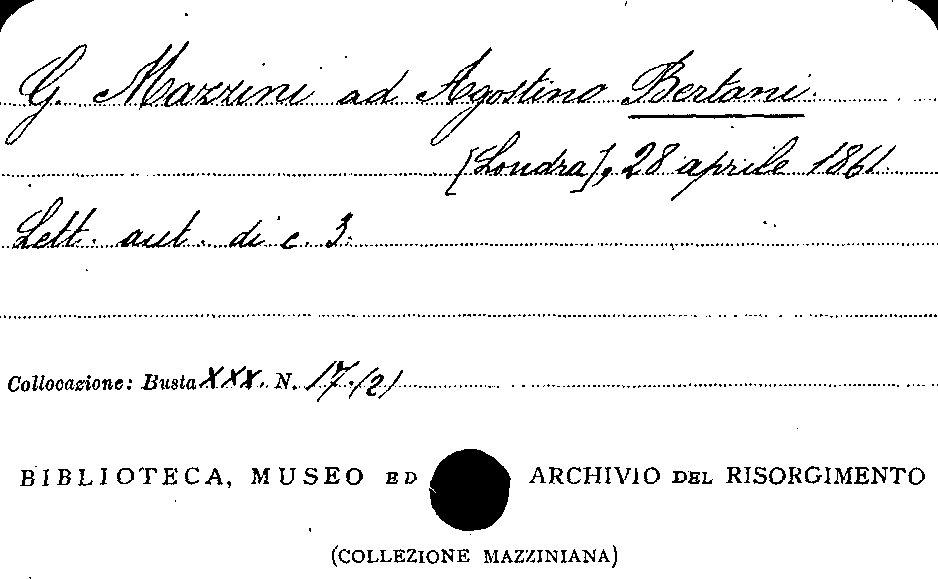 G. Mazzini ad Agostino Bertani.
[Londra], 28 aprile 1861.
Lett. aut. di c. 3.
Collocazione: Busta XXX. N. 17.(2)
BIBLIOTECA, MUSEO ED ARCHIVIO DEL RISORGIMENTO
(COLLEZIONE MAZZINIANA)